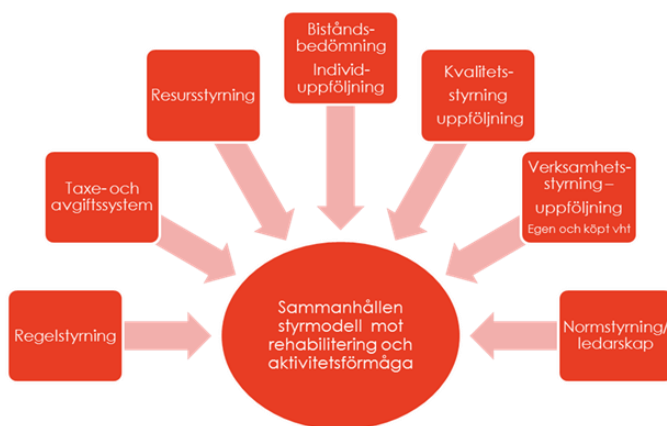 Bistånds-
bedömning
Individ-
uppföljning
Resursstyrning
Kvalitets-
styrning
uppföljning
Taxe- och
avgiftssystem
Verksamhets-
styrning –
uppföljning
Egen och köpt vht
Regelstyrning
Sammanhållen
styrmodell mot
rehabilitering och
aktivitetsförmåga
Normstyrning/
ledarskap